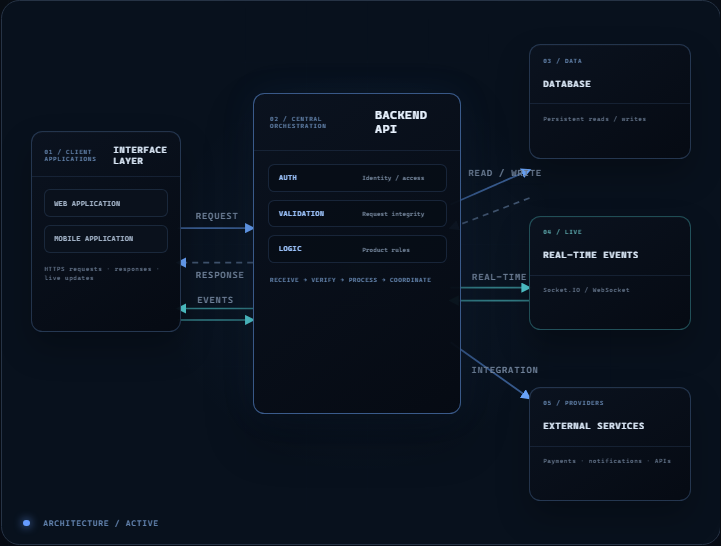 01 / CLIENT
APPLICATIONS
INTERFACE
LAYER
WEB APPLICATION
MOBILE APPLICATION
HTTPS requests · responses ·
live updates
REQUEST
RESPONSE
EVENTS
02 / CENTRAL
ORCHESTRATION
BACKEND
API
AUTH
Identity / access
VALIDATION
Request integrity
LOGIC
Product rules
RECEIVE → VERIFY → PROCESS → COORDINATE
READ / WRITE
REAL-TIME
INTEGRATION
03 / DATA
DATABASE
Persistent reads / writes
04 / LIVE
REAL-TIME EVENTS
Socket.IO / WebSocket
05 / PROVIDERS
EXTERNAL SERVICES
Payments · notifications · APIs
ARCHITECTURE / ACTIVE